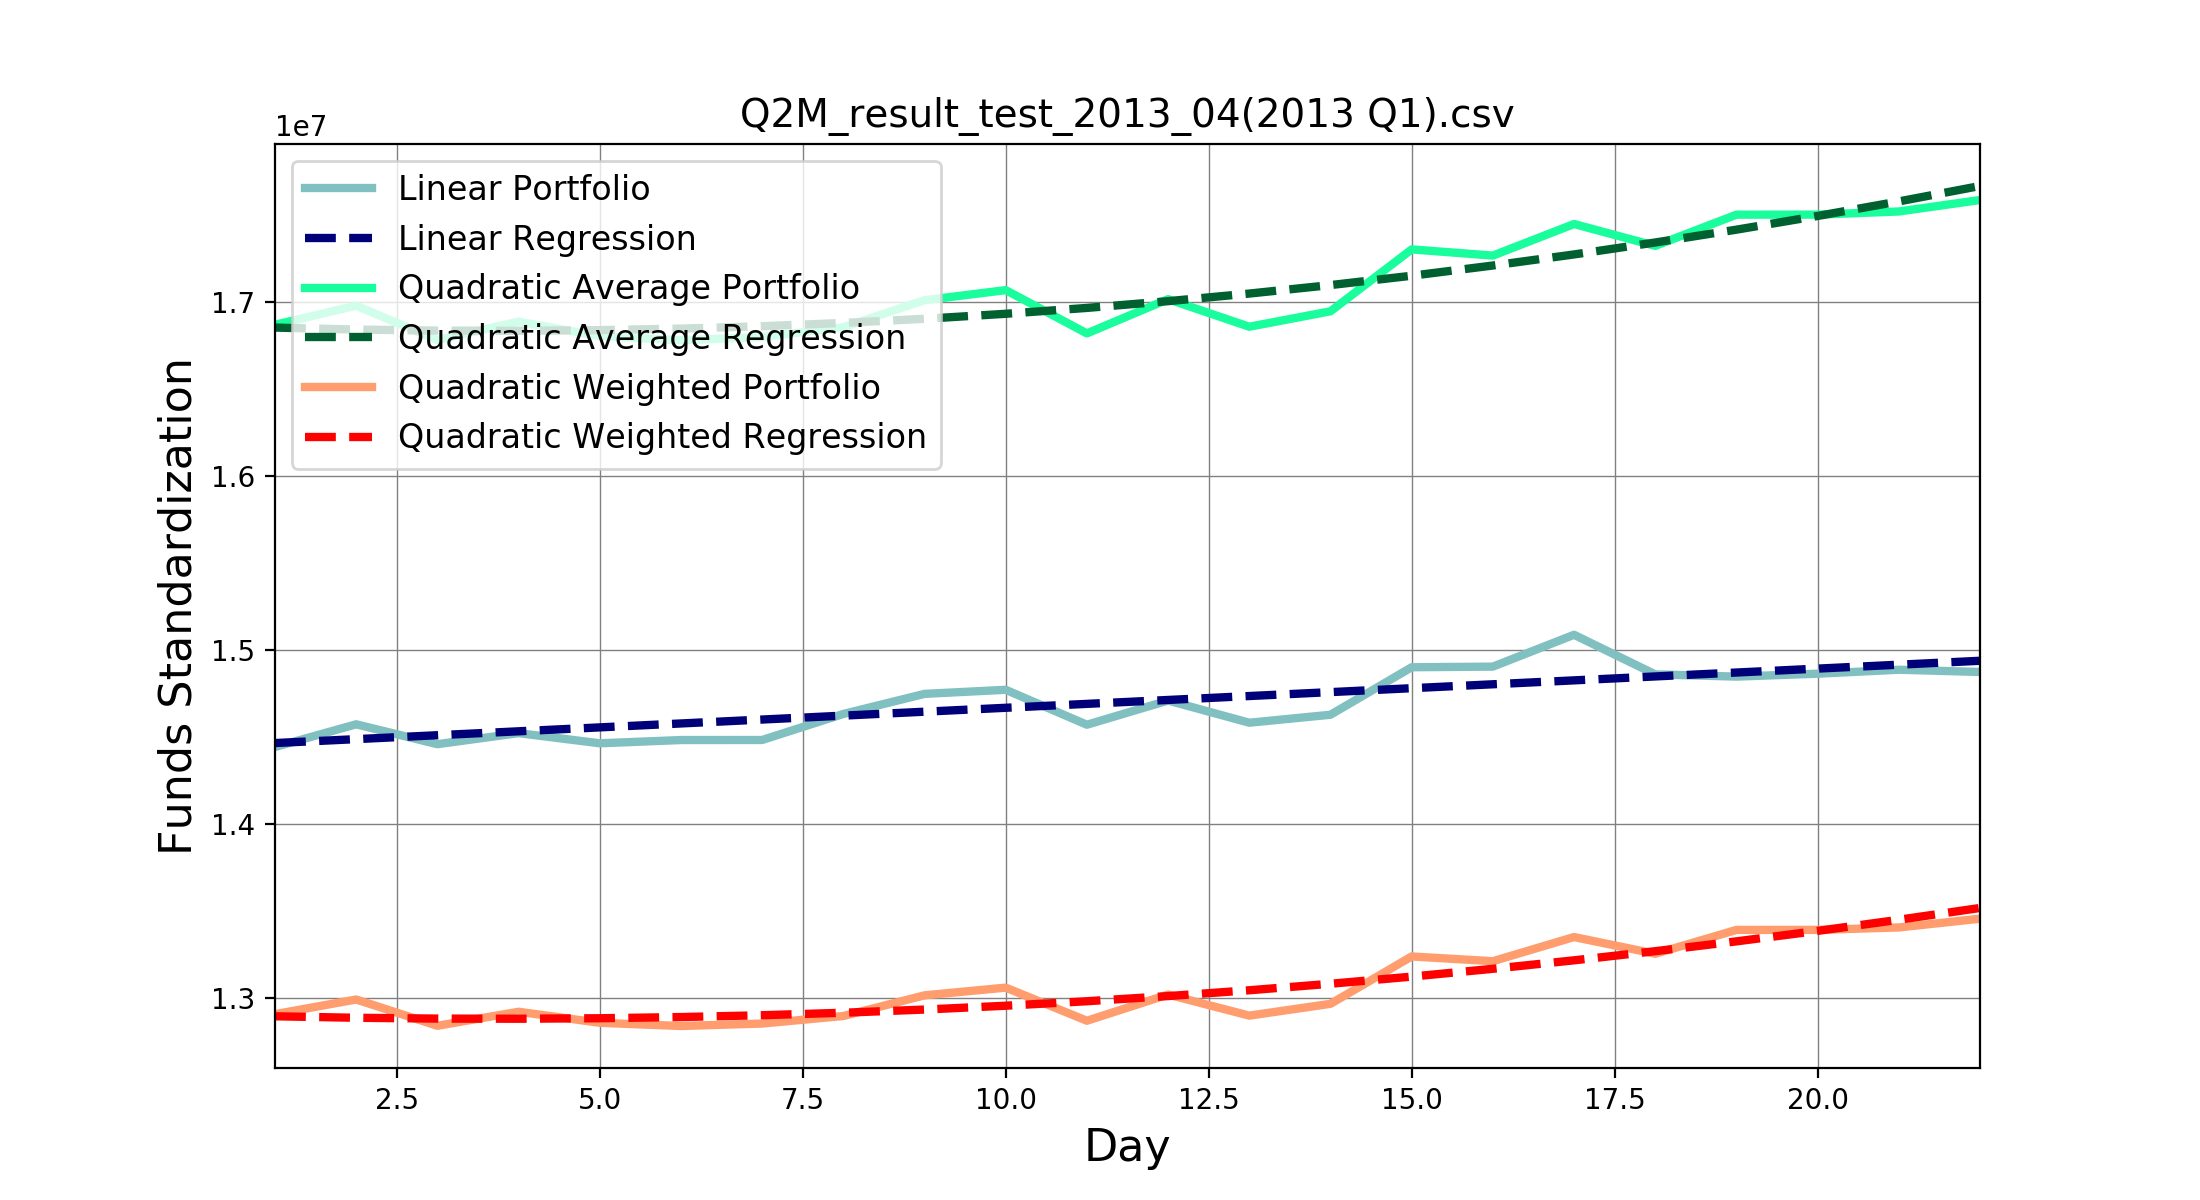 Q2M_result_test_2013_04(2013 Q1).csv
1e7
Linear Portfolio
Linear Regression
Quadratic Average Portfolio
Quadratic Average Regression
Quadratic Weighted Portfolio
Quadratic Weighted Regression
Funds Standardization
1.7
1.6
1.5
1.4
1.3
2.5 5.0 7.5 10.0 12.5 15.0 17.5 20.0
Day